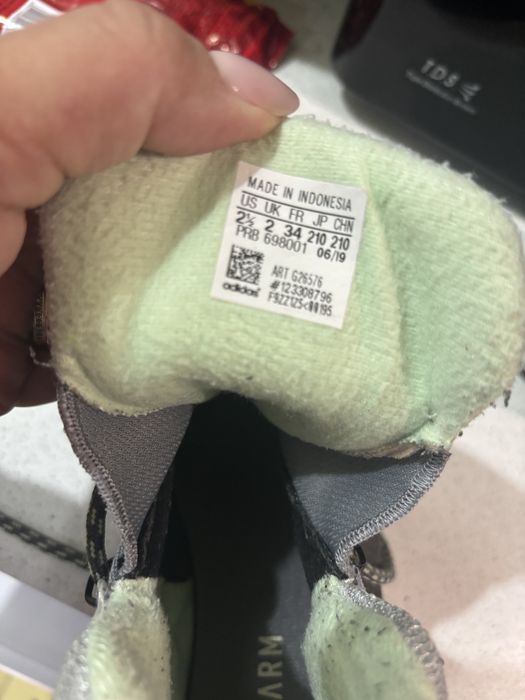 TDS
MADE IN INDONESIA
US UK FR JP CHN
2½ 2 34 210 210
PRB 698001 06/19
ART G26576
#123308796
adidas
ARM